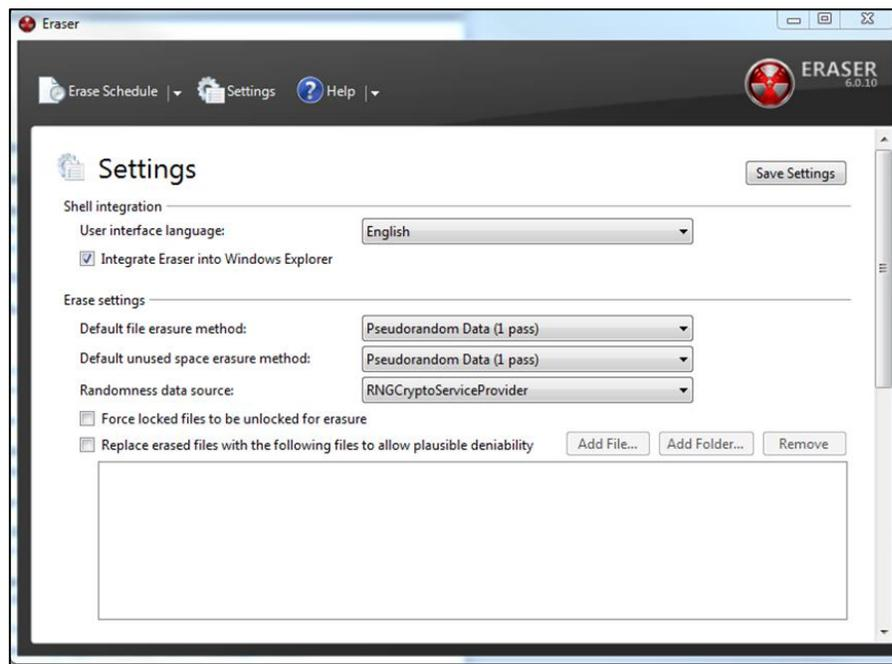 Eraser
Erase Schedule
Settings
? Help
ERASER
6.0.10
Settings
Save Settings
Shell integration
User interface language: English
Integrate Eraser into Windows Explorer
Erase settings
Default file erasure method: Pseudorandom Data (1 pass)
Default unused space erasure method: Pseudorandom Data (1 pass)
Randomness data source: RNGCryptoServiceProvider
Force locked files to be unlocked for erasure
Replace erased files with the following files to allow plausible deniability Add File... Add Folder... Remove